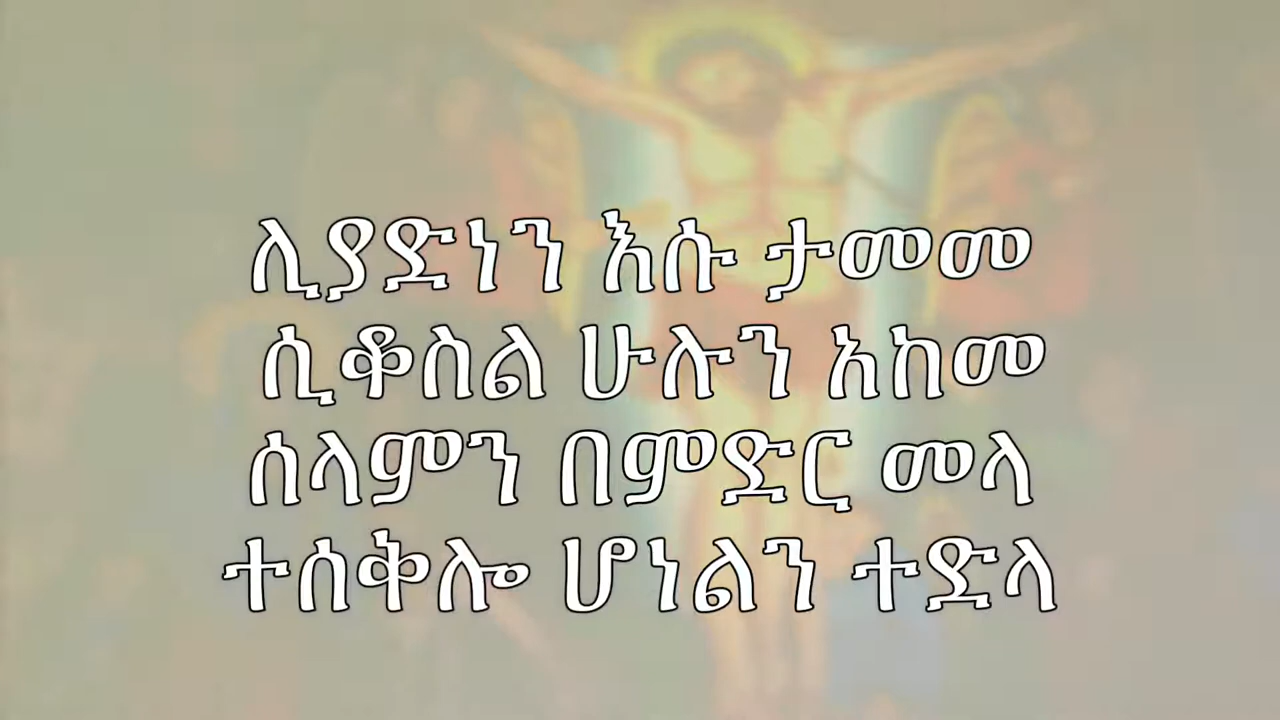 ሊያድነን እሱ ታመመ
ሲቆስል ሁሉን አከመ
ሰላምን በምድር መላ
ተሰቅሎ ሆነልን ተድላ